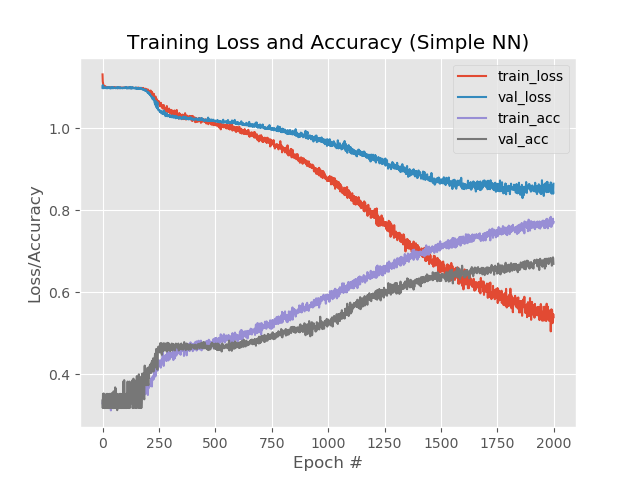 Training Loss and Accuracy (Simple NN)
train_loss
val_loss
train_acc
val_acc
Loss/Accuracy
1.0
0.8
0.6
0.4
0 250 500 750 1000 1250 1500 1750 2000
Epoch #